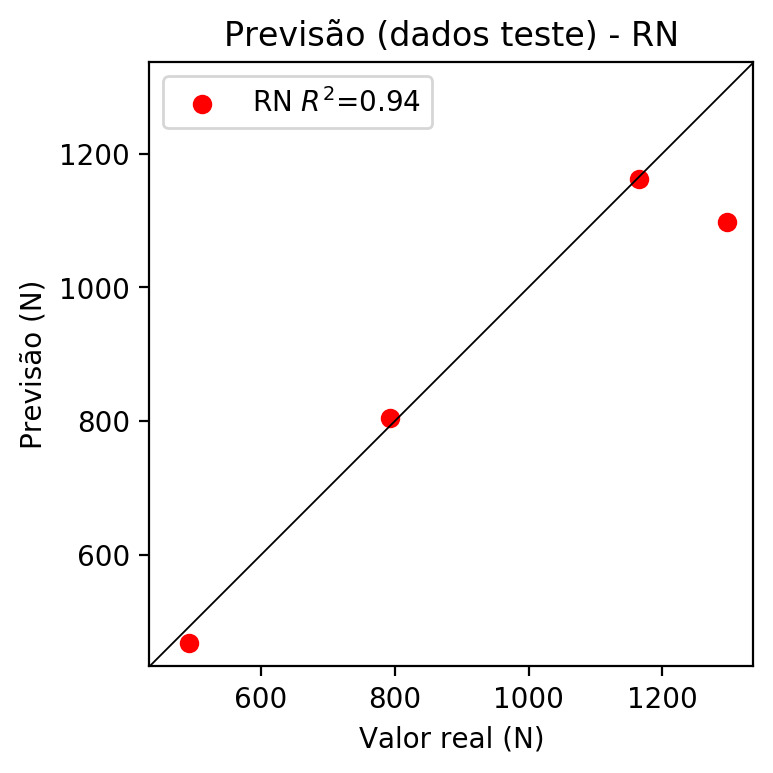 Previsão (dados teste) - RN
RN R²=0.94
1200
1000
800
600
Previsão (N)
600 800 1000 1200
Valor real (N)